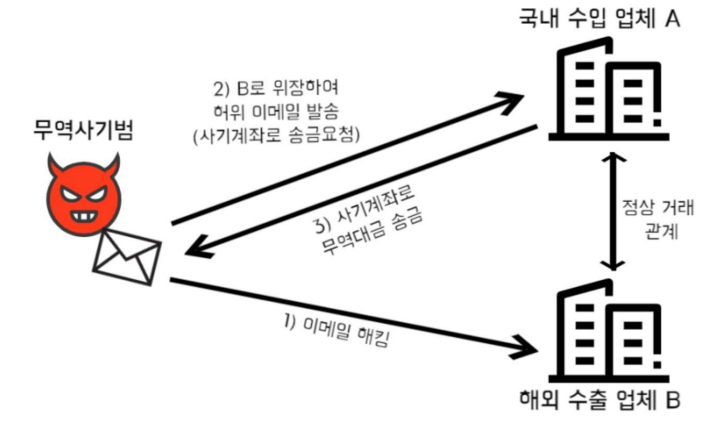 국내 수입 업체 A
2) B로 위장하여
허위 이메일 발송
(사기계좌로 송금요청)
무역사기범
3) 사기계좌로
무역대금 송금
정상 거래
관계
1) 이메일 해킹
해외 수출 업체 B